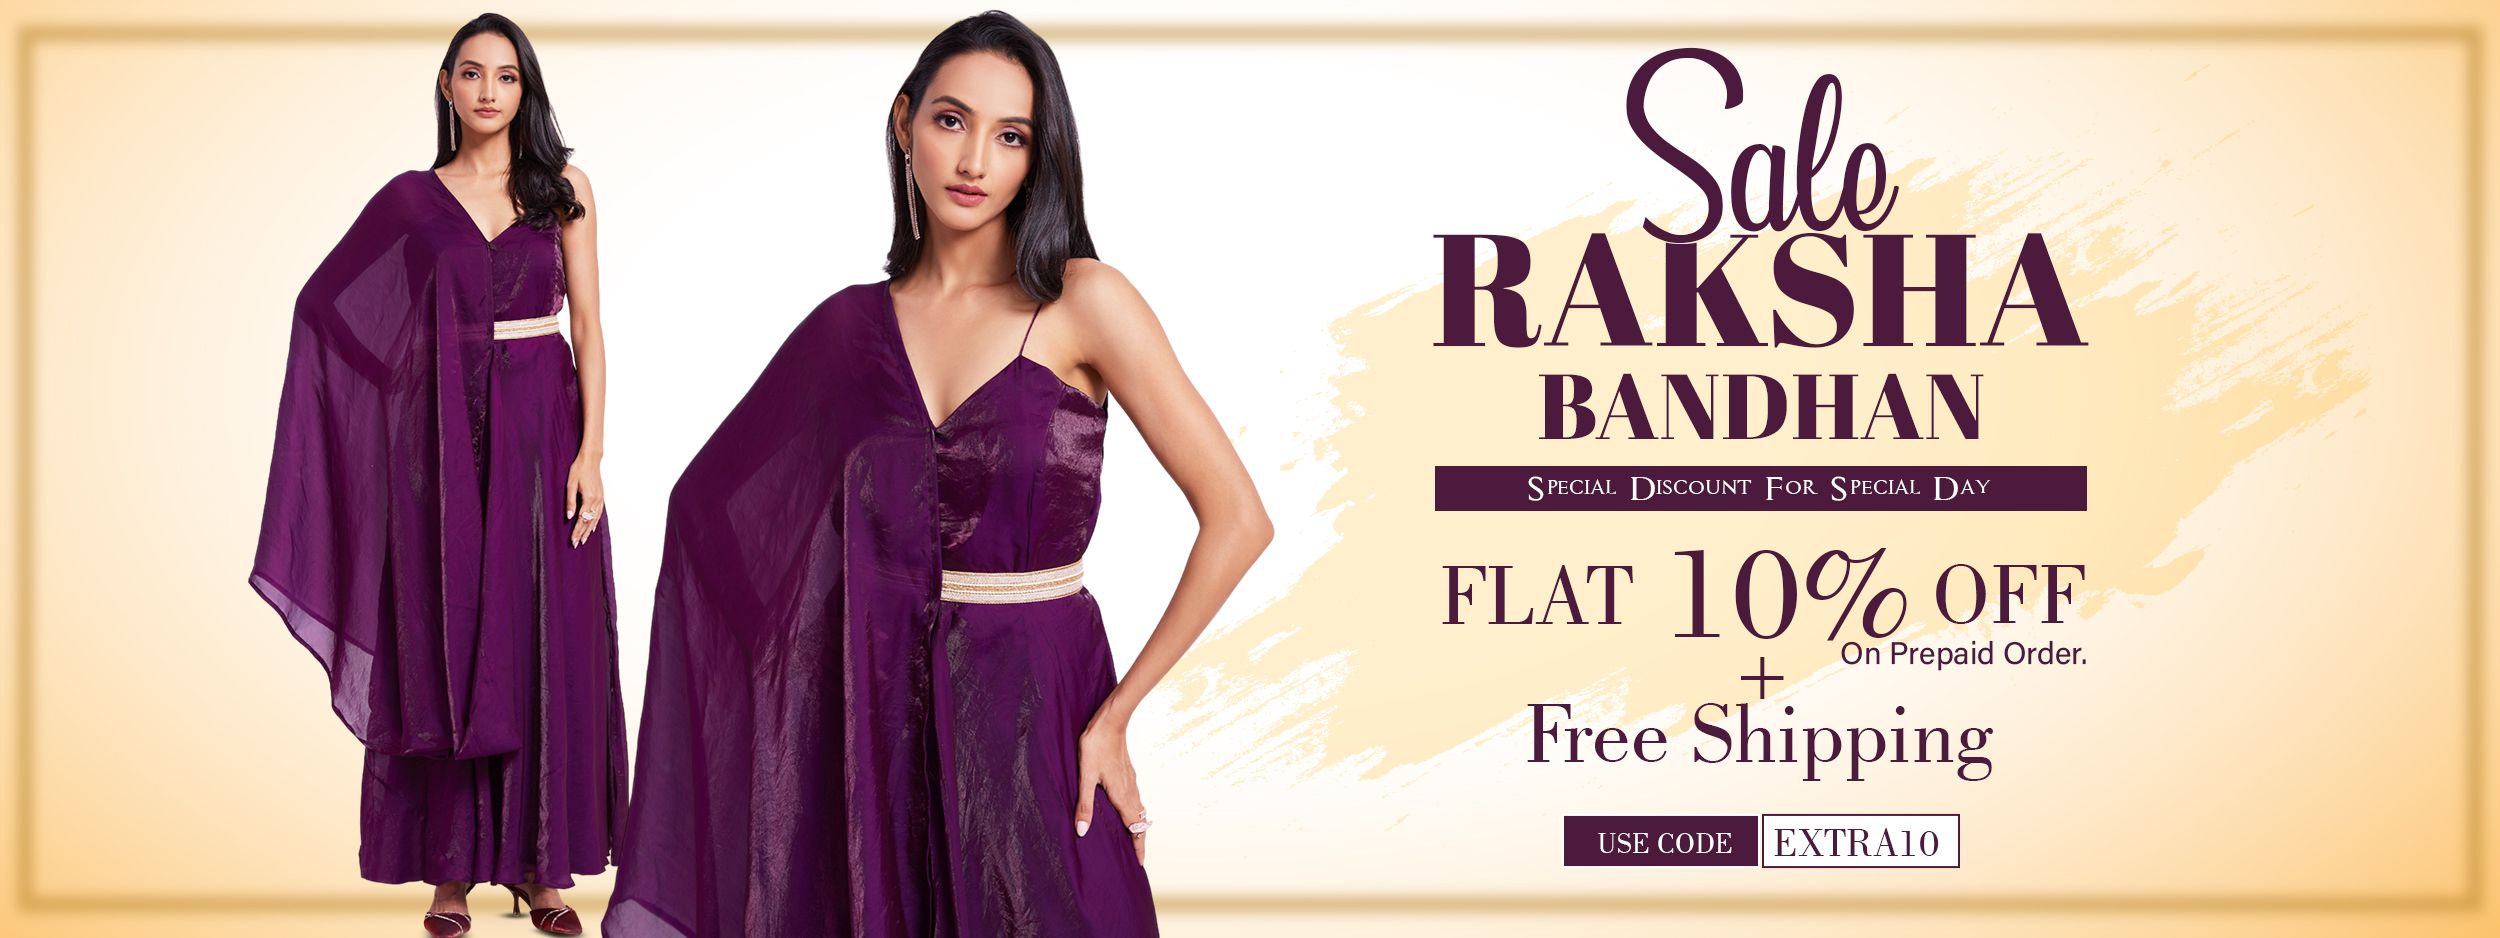 Sale
RAKSHA
BANDHAN
Special Discount For Special Day
FLAT 10% OFF
On Prepaid Order.
+
Free Shipping
USE CODE EXTRA10